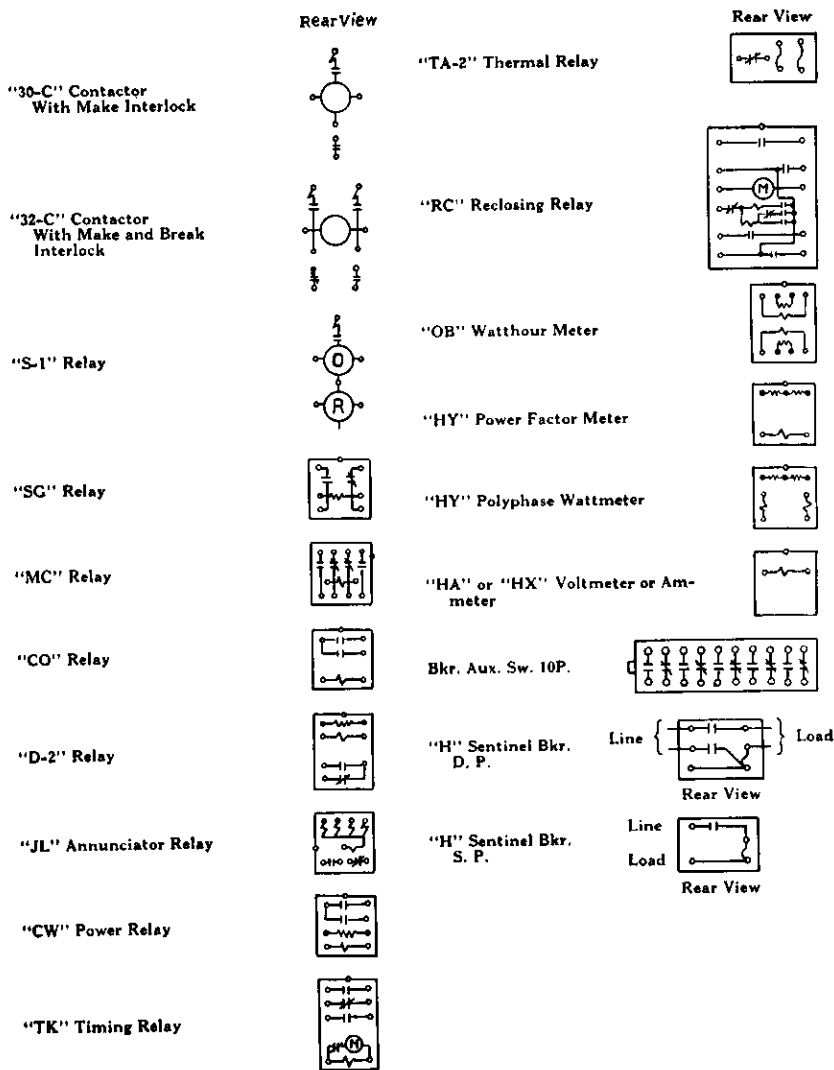 Rear View
"30-C" Contactor
With Make Interlock
"32-C" Contactor
With Make and Break
Interlock
"S-1" Relay
O
R
"SG" Relay
"MC" Relay
"CO" Relay
"D-2" Relay
"JL" Annunciator Relay
"CW" Power Relay
"TK" Timing Relay
M
Rear View
"TA-2" Thermal Relay
"RC" Reclosing Relay
M
"OB" Watthour Meter
"HY" Power Factor Meter
"HY" Polyphase Wattmeter
"HA" or "HX" Voltmeter or Am-
meter
Bkr. Aux. Sw. 10P.
"H" Sentinel Bkr.
D. P.
Line
Load
Rear View
"H" Sentinel Bkr.
S. P.
Line
Load
Rear View